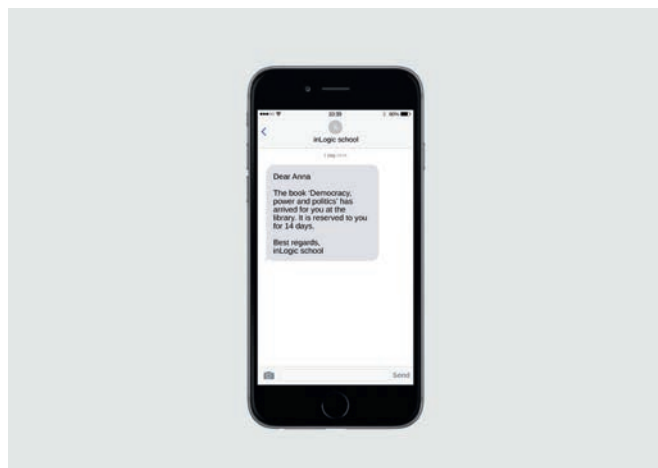 inLogic school
Dear Anna
The book 'Democracy,
power and politics' has
arrived for you at the
library. It is reserved to you
for 14 days.
Best regards,
inLogic school
Send